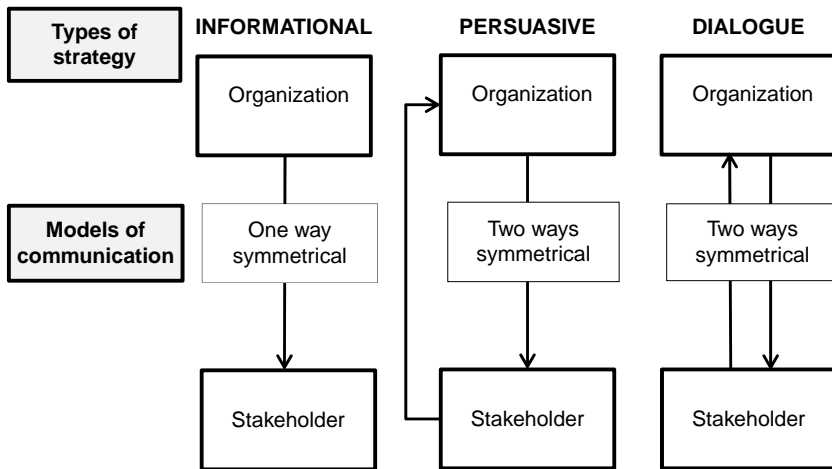 Types of
strategy
INFORMATIONAL
PERSUASIVE
DIALOGUE
Organization
Organization
Organization
Models of
communication
One way
symmetrical
Two ways
symmetrical
Two ways
symmetrical
Stakeholder
Stakeholder
Stakeholder